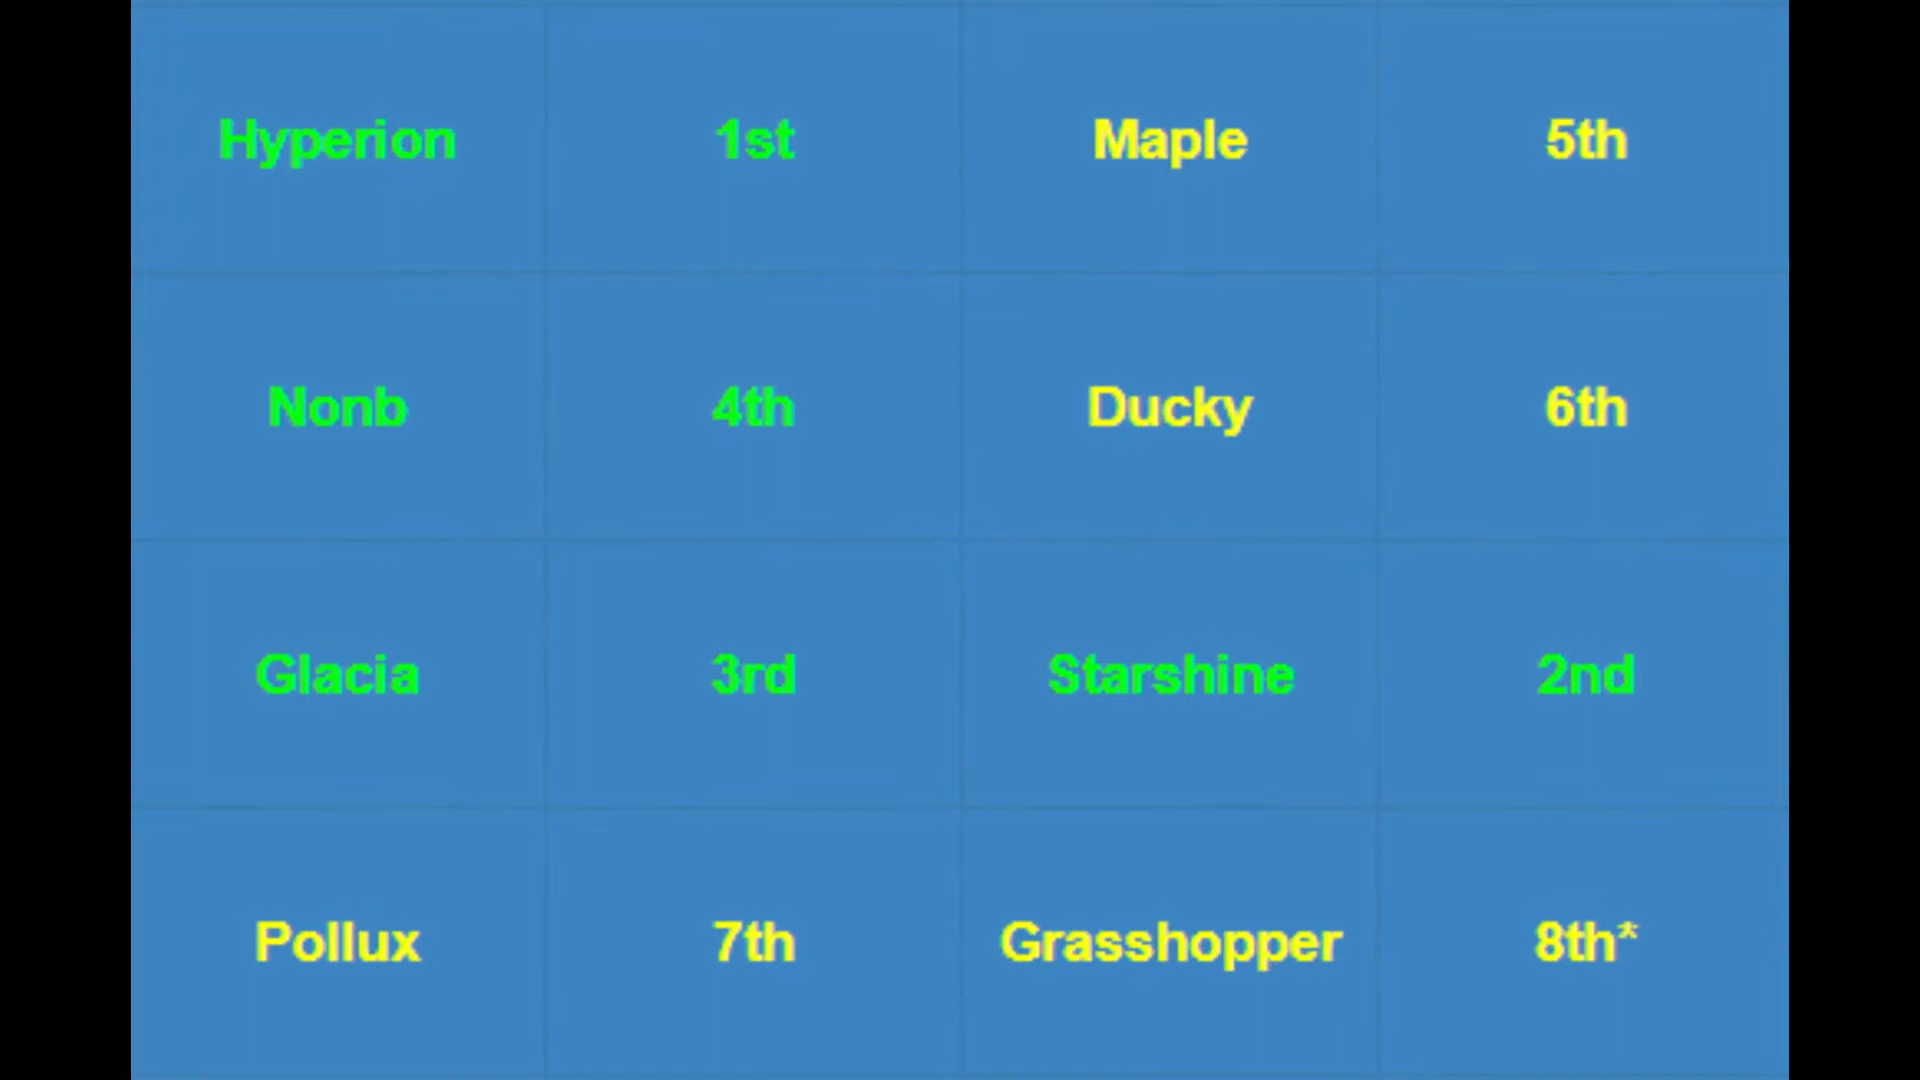 Hyperion 1st Maple 5th
Nonb 4th Ducky 6th
Glacia 3rd Starshine 2nd
Pollux 7th Grasshopper 8th*